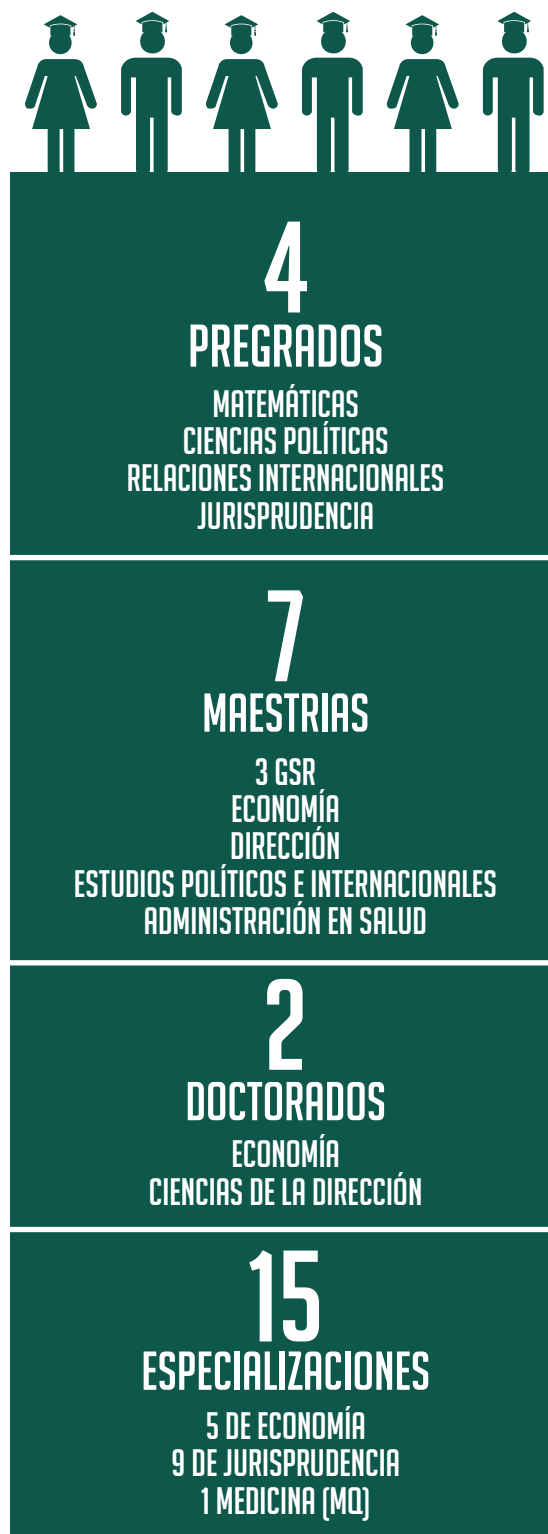 4
PREGRADOS
MATEMÁTICAS
CIENCIAS POLÍTICAS
RELACIONES INTERNACIONALES
JURISPRUDENCIA
7
MAESTRIAS
3 GSR
ECONOMÍA
DIRECCIÓN
ESTUDIOS POLÍTICOS E INTERNACIONALES
ADMINISTRACIÓN EN SALUD
2
DOCTORADOS
ECONOMÍA
CIENCIAS DE LA DIRECCIÓN
15
ESPECIALIZACIONES
5 DE ECONOMÍA
9 DE JURISPRUDENCIA
1 MEDICINA (MQ)